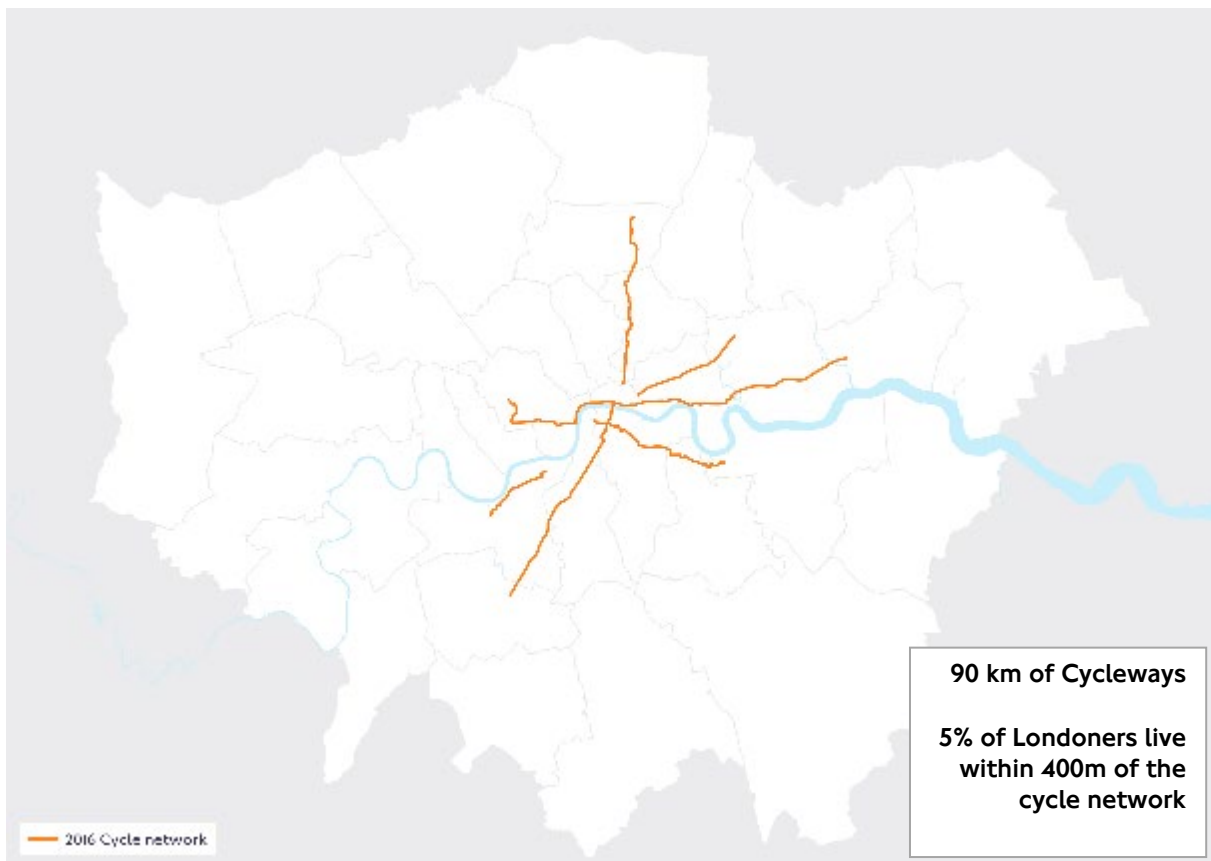 90 km of Cycleways
5% of Londoners live
within 400m of the
cycle network
2016 Cycle network